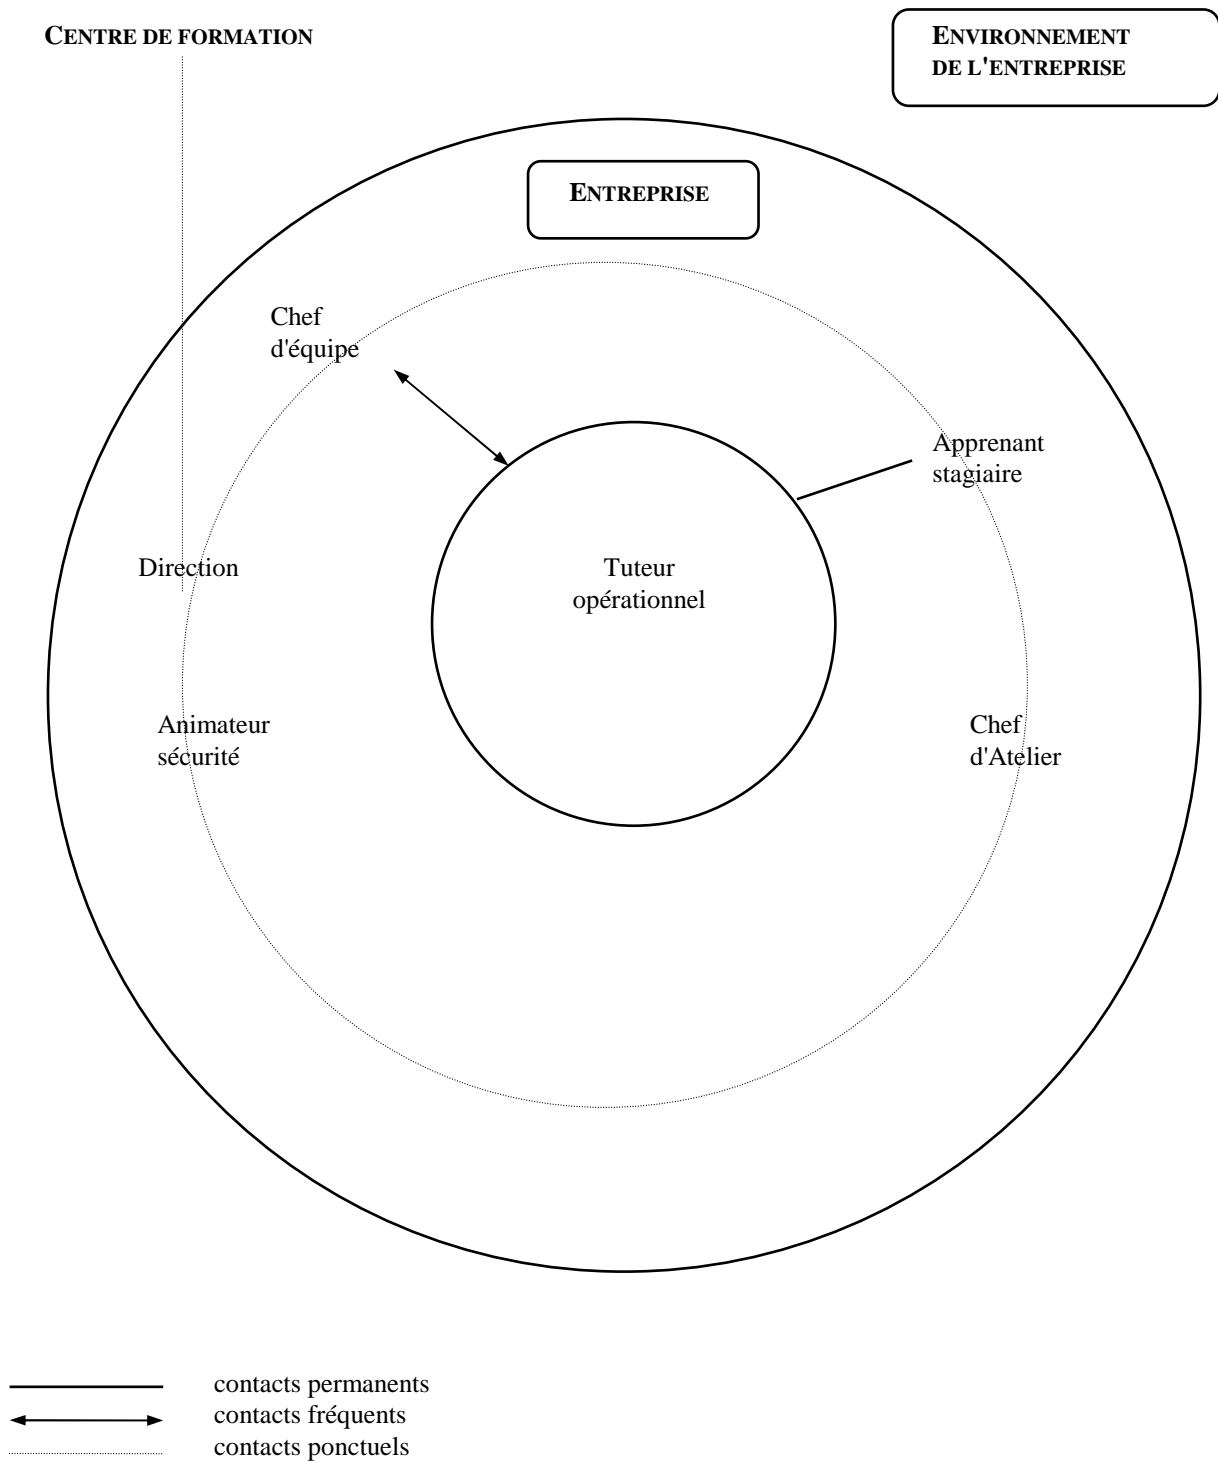 CENTRE DE FORMATION
ENVIRONNEMENT
DE L'ENTREPRISE
ENTREPRISE
Chef
d'équipe
Apprenant
stagiaire
Direction
Tuteur
opérationnel
Animateur
sécurité
Chef
d'Atelier
contacts permanents
contacts fréquents
contacts ponctuels